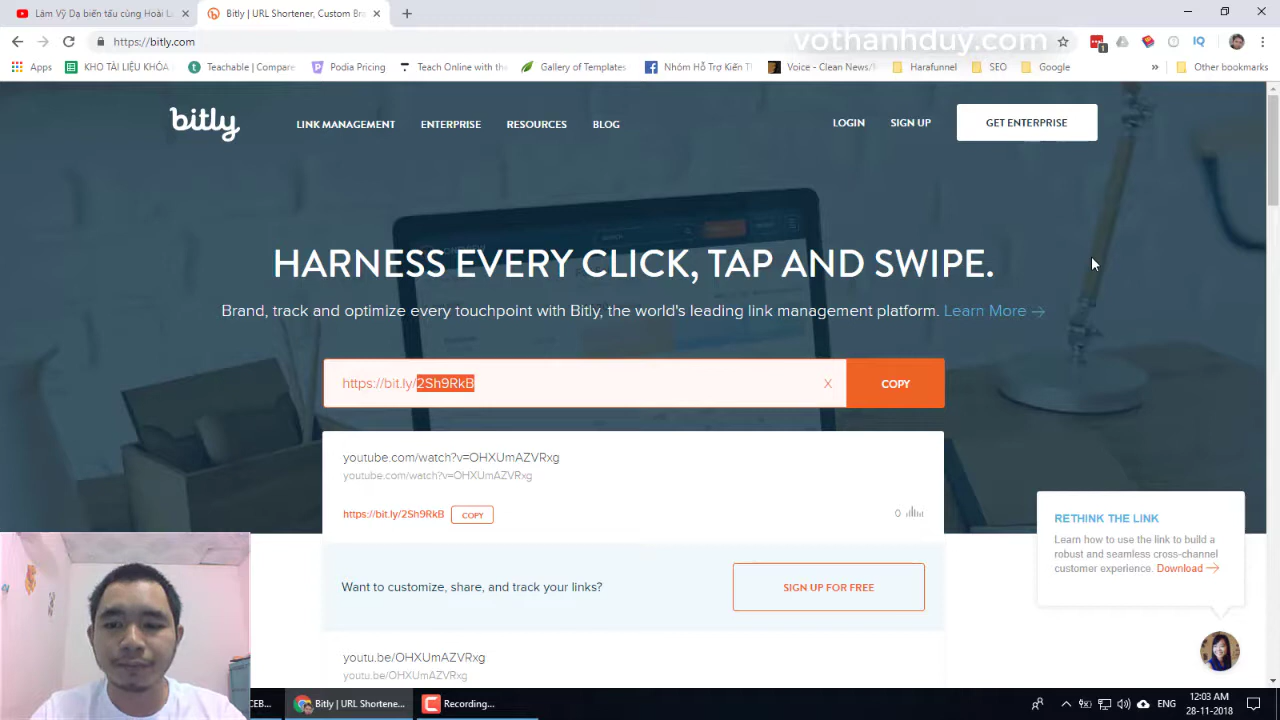 Lâm Vỹ Dạ biến tấu cùng Hoài L
Bitly | URL Shortener, Custom Bra
https://bitly.com
vothanhduy.com
Apps
KHO TÀI LIỆU KHÓA
Teachable | Compare
Podia Pricing
Teach Online with the
Gallery of Templates
Nhóm Hỗ Trợ Kiến T
Voice - Clean News/
Harafunnel
SEO
Google
»
Other bookmarks
bitly
LINK MANAGEMENT
ENTERPRISE
RESOURCES
BLOG
LOGIN
SIGN UP
GET ENTERPRISE
HARNESS EVERY CLICK, TAP AND SWIPE.
Brand, track and optimize every touchpoint with Bitly, the world's leading link management platform. Learn More →
https://bit.ly/2Sh9RkB
X
COPY
youtube.com/watch?v=OHXUmAZVRxg
youtube.com/watch?v=OHXUmAZVRxg
https://bit.ly/2Sh9RkB
COPY
0
Want to customize, share, and track your links?
SIGN UP FOR FREE
youtu.be/OHXUmAZVRxg
youtu.be/OHXUmAZVRxg
RETHINK THE LINK
Learn how to use the link to build a
robust and seamless cross-channel
customer experience. Download →
CEB...
Bitly | URL Shortene...
Recording...
ENG
12:03 AM
28-11-2018